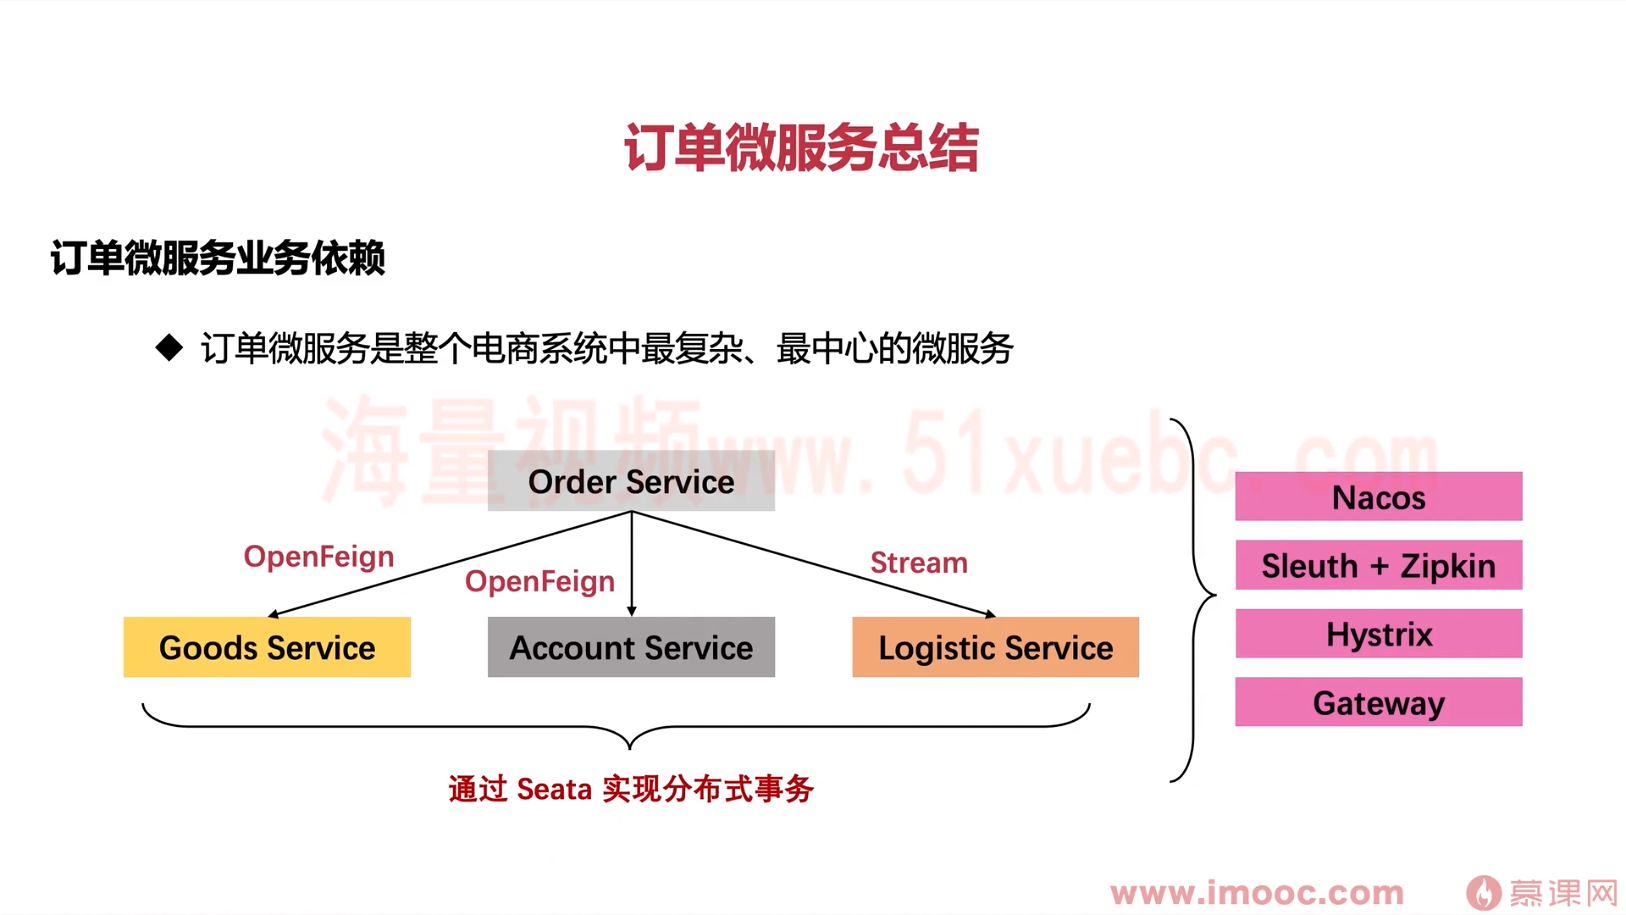 订单微服务总结
订单微服务业务依赖
◆ 订单微服务是整个电商系统中最复杂、最中心的微服务
海量视频www.51xuebc.com
Order Service
OpenFeign
OpenFeign
Stream
Goods Service
Account Service
Logistic Service
通过 Seata 实现分布式事务
Nacos
Sleuth + Zipkin
Hystrix
Gateway
www.imooc.com
慕课网